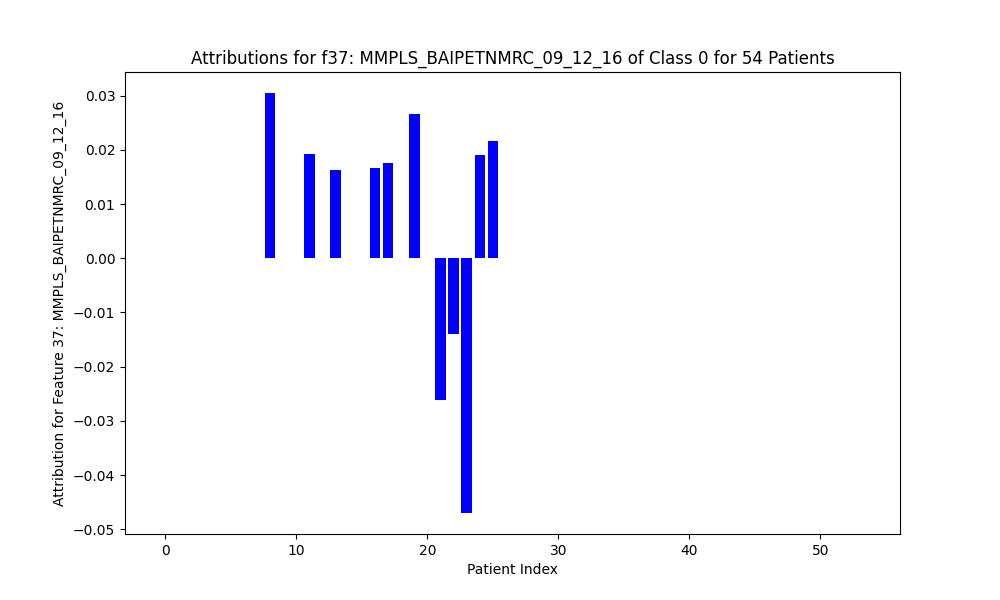 Attributions for f37: MMPLS_BAIPETNMRC_09_12_16 of Class 0 for 54 Patients
Attribution for Feature 37: MMPLS_BAIPETNMRC_09_12_16
0.03
0.02
0.01
0.00
−0.01
−0.02
−0.03
−0.04
−0.05
0 10 20 30 40 50
Patient Index